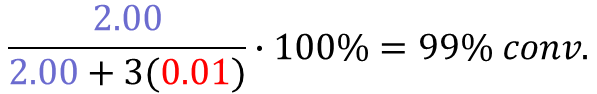 2.00
2.00 + 3(0.01) · 100% = 99% conv.